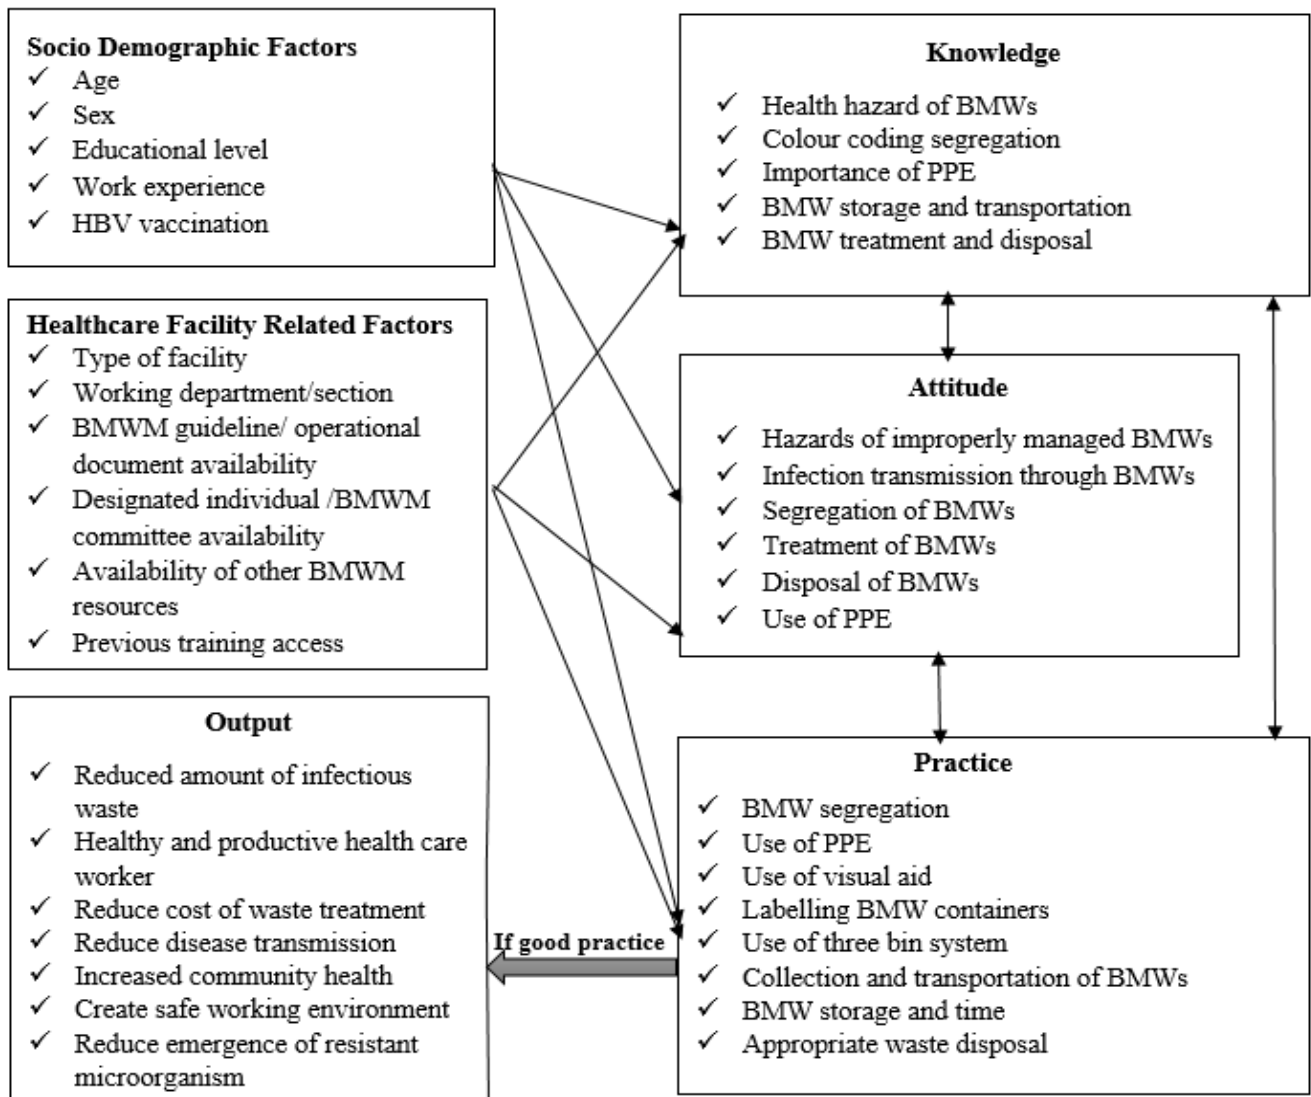 Socio Demographic Factors
✓ Age
✓ Sex
✓ Educational level
✓ Work experience
✓ HBV vaccination
Healthcare Facility Related Factors
✓ Type of facility
✓ Working department/section
✓ BMWM guideline/ operational
document availability
✓ Designated individual /BMWM
committee availability
✓ Availability of other BMWM
resources
✓ Previous training access
Output
✓ Reduced amount of infectious
waste
✓ Healthy and productive health care
worker
✓ Reduce cost of waste treatment
✓ Reduce disease transmission
✓ Increased community health
✓ Create safe working environment
✓ Reduce emergence of resistant
microorganism
If good practice
Knowledge
✓ Health hazard of BMWs
✓ Colour coding segregation
✓ Importance of PPE
✓ BMW storage and transportation
✓ BMW treatment and disposal
Attitude
✓ Hazards of improperly managed BMWs
✓ Infection transmission through BMWs
✓ Segregation of BMWs
✓ Treatment of BMWs
✓ Disposal of BMWs
✓ Use of PPE
Practice
✓ BMW segregation
✓ Use of PPE
✓ Use of visual aid
✓ Labelling BMW containers
✓ Use of three bin system
✓ Collection and transportation of BMWs
✓ BMW storage and time
✓ Appropriate waste disposal